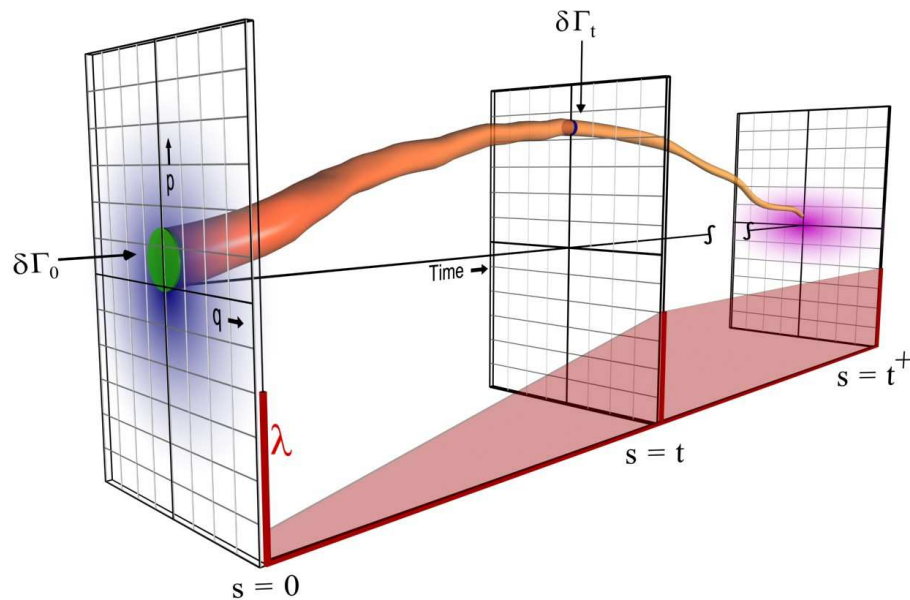 δΓₜ
p
δΓ₀
Time
q
λ
s = 0
s = t
s = t⁺